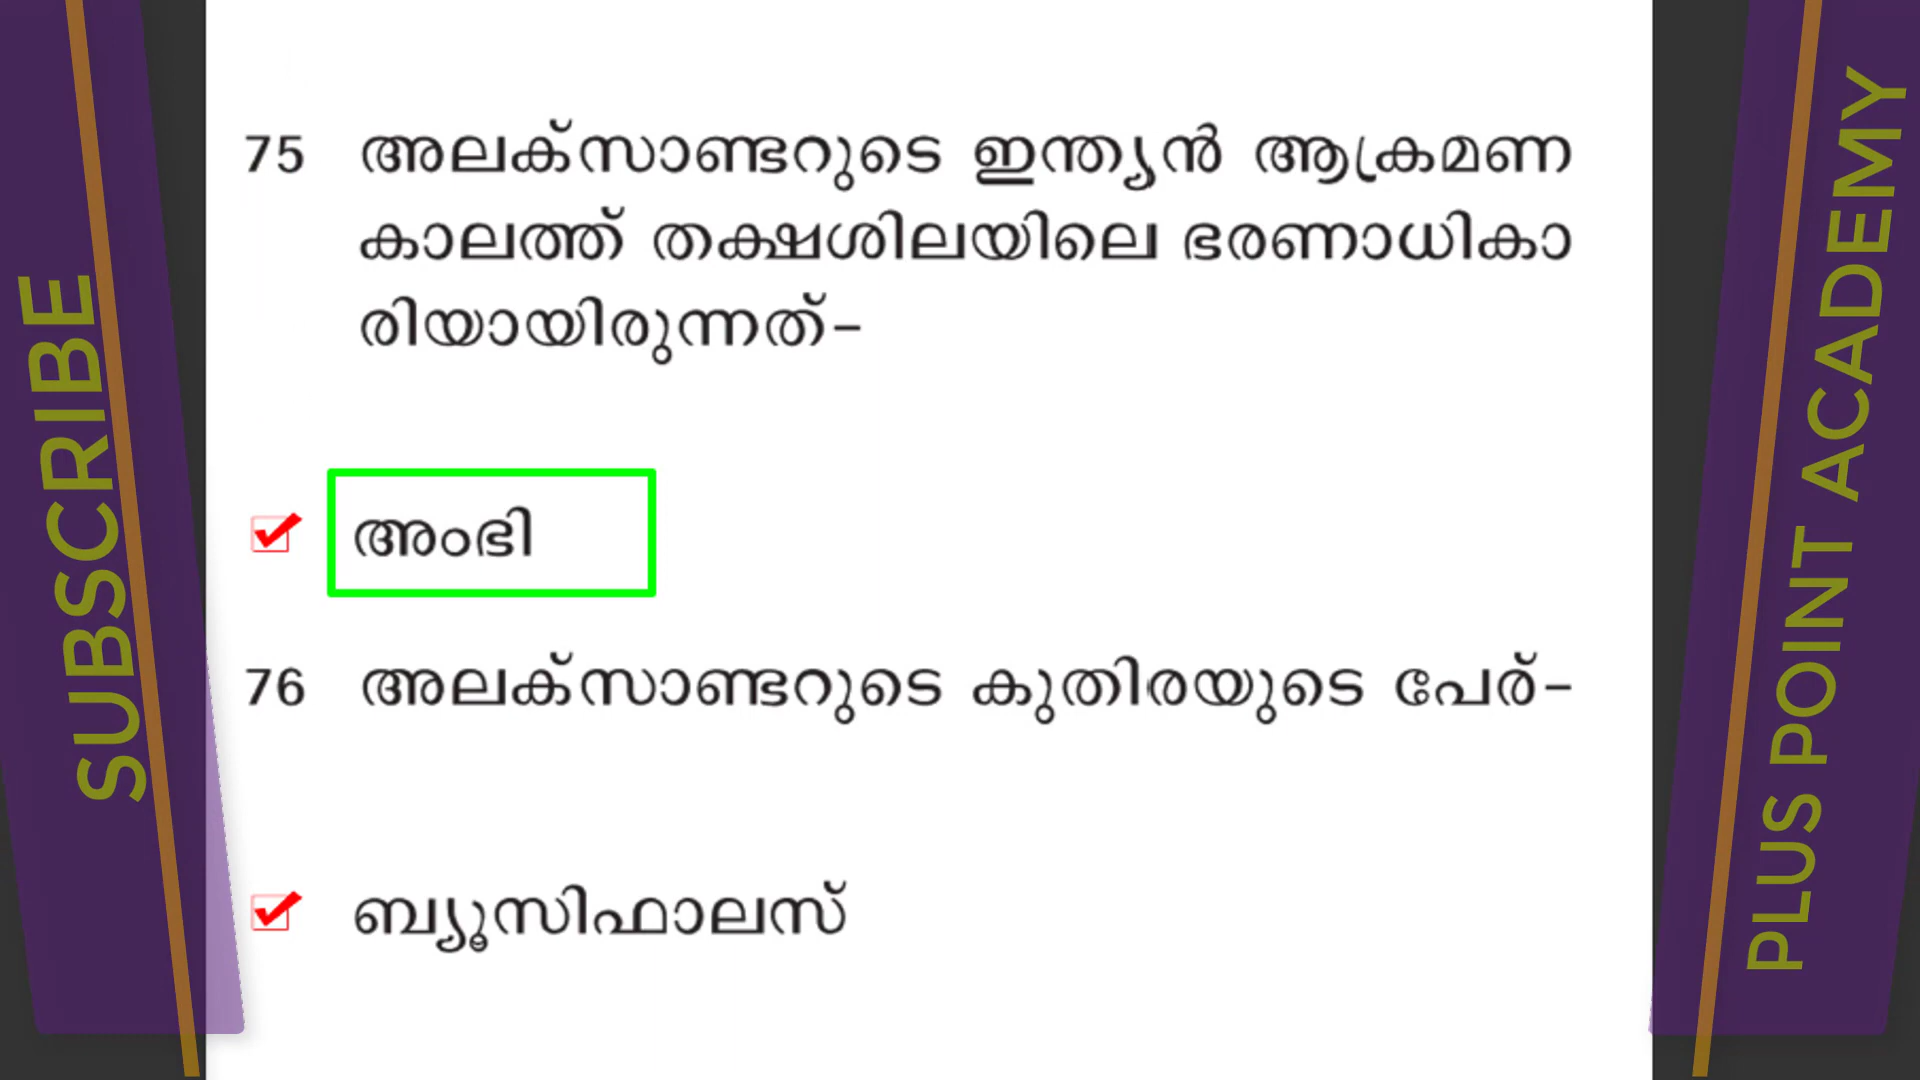 SUBSCRIBE
75 അലക്സാണ്ടറുടെ ഇന്ത്യൻ ആക്രമണ
കാലത്ത് തക്ഷശിലയിലെ ഭരണാധികാ
രിയായിരുന്നത്-
അംഭി
76 അലക്സാണ്ടറുടെ കുതിരയുടെ പേര്-
ബ്യൂസിഫാലസ്
PLUS POINT ACADEMY